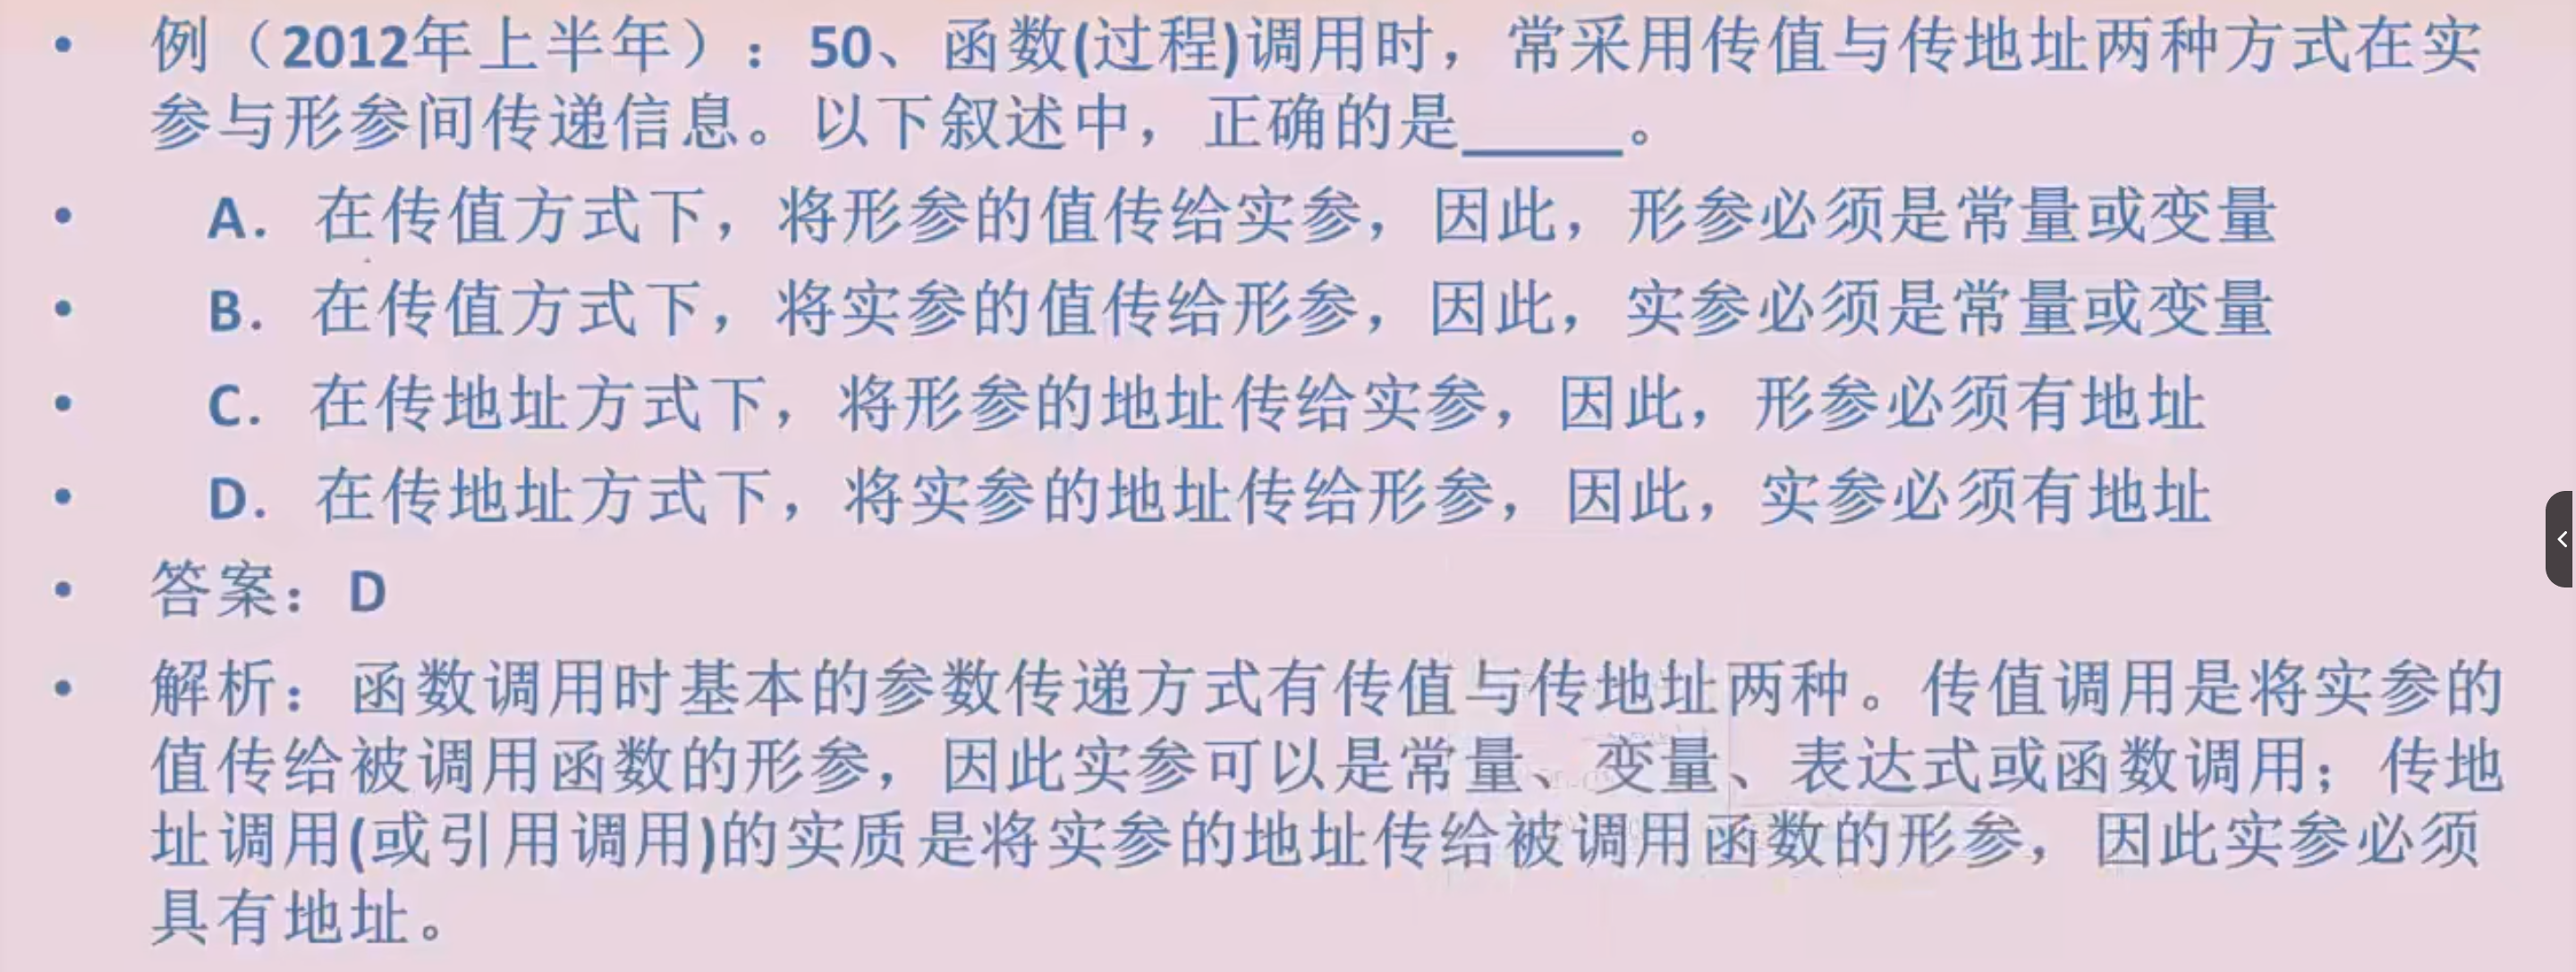 • 例（2012年上半年）：50、函数(过程)调用时，常采用传值与传地址两种方式在实
参与形参间传递信息。以下叙述中，正确的是_____。
• A. 在传值方式下，将形参的值传给实参，因此，形参必须是常量或变量
• B. 在传值方式下，将实参的值传给形参，因此，实参必须是常量或变量
• C. 在传地址方式下，将形参的地址传给实参，因此，形参必须有地址
• D. 在传地址方式下，将实参的地址传给形参，因此，实参必须有地址
• 答案：D
• 解析：函数调用时基本的参数传递方式有传值与传地址两种。传值调用是将实参的
值传给被调用函数的形参，因此实参可以是常量、变量、表达式或函数调用；传地
址调用(或引用调用)的实质是将实参的地址传给被调用函数的形参，因此实参必须
具有地址。